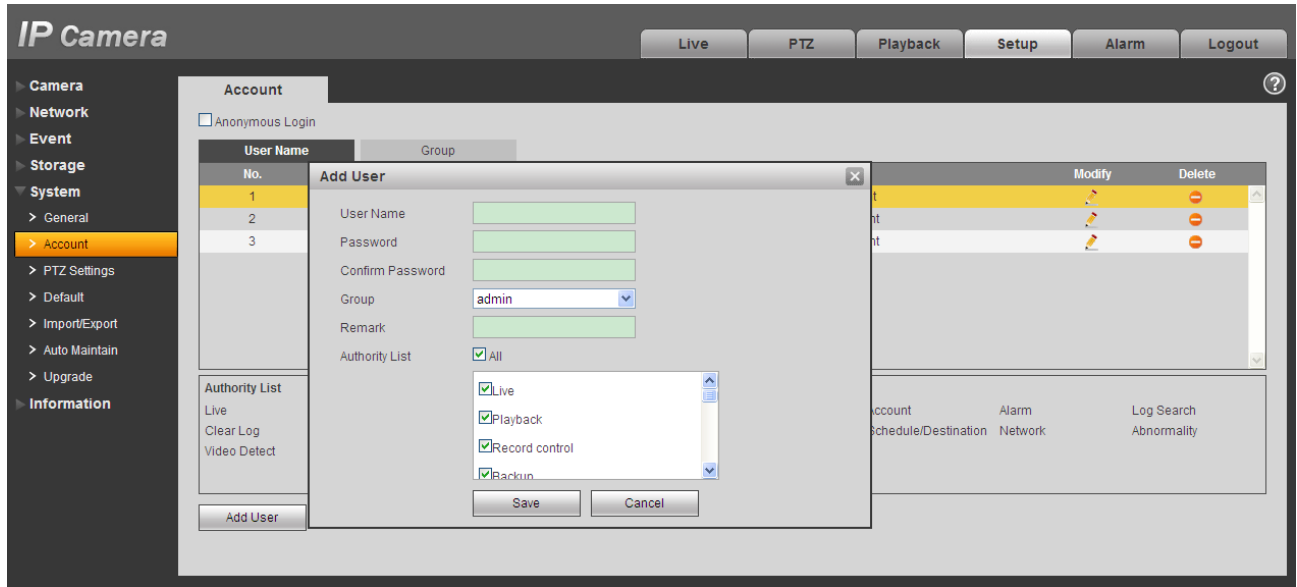 IP Camera
Live PTZ Playback Setup Alarm Logout
Camera
Network
Event
Storage
System
> General
> Account
> PTZ Settings
> Default
> Import/Export
> Auto Maintain
> Upgrade
Information
Account
?
Anonymous Login
User Name Group
No. Modify Delete
1
2
3
nt
nt
Authority List
Live Account Alarm Log Search
Clear Log Schedule/Destination Network Abnormality
Video Detect
Add User
Add User
User Name
Password
Confirm Password
Group admin
Remark
Authority List All
Live
Playback
Record control
Backup
Save Cancel